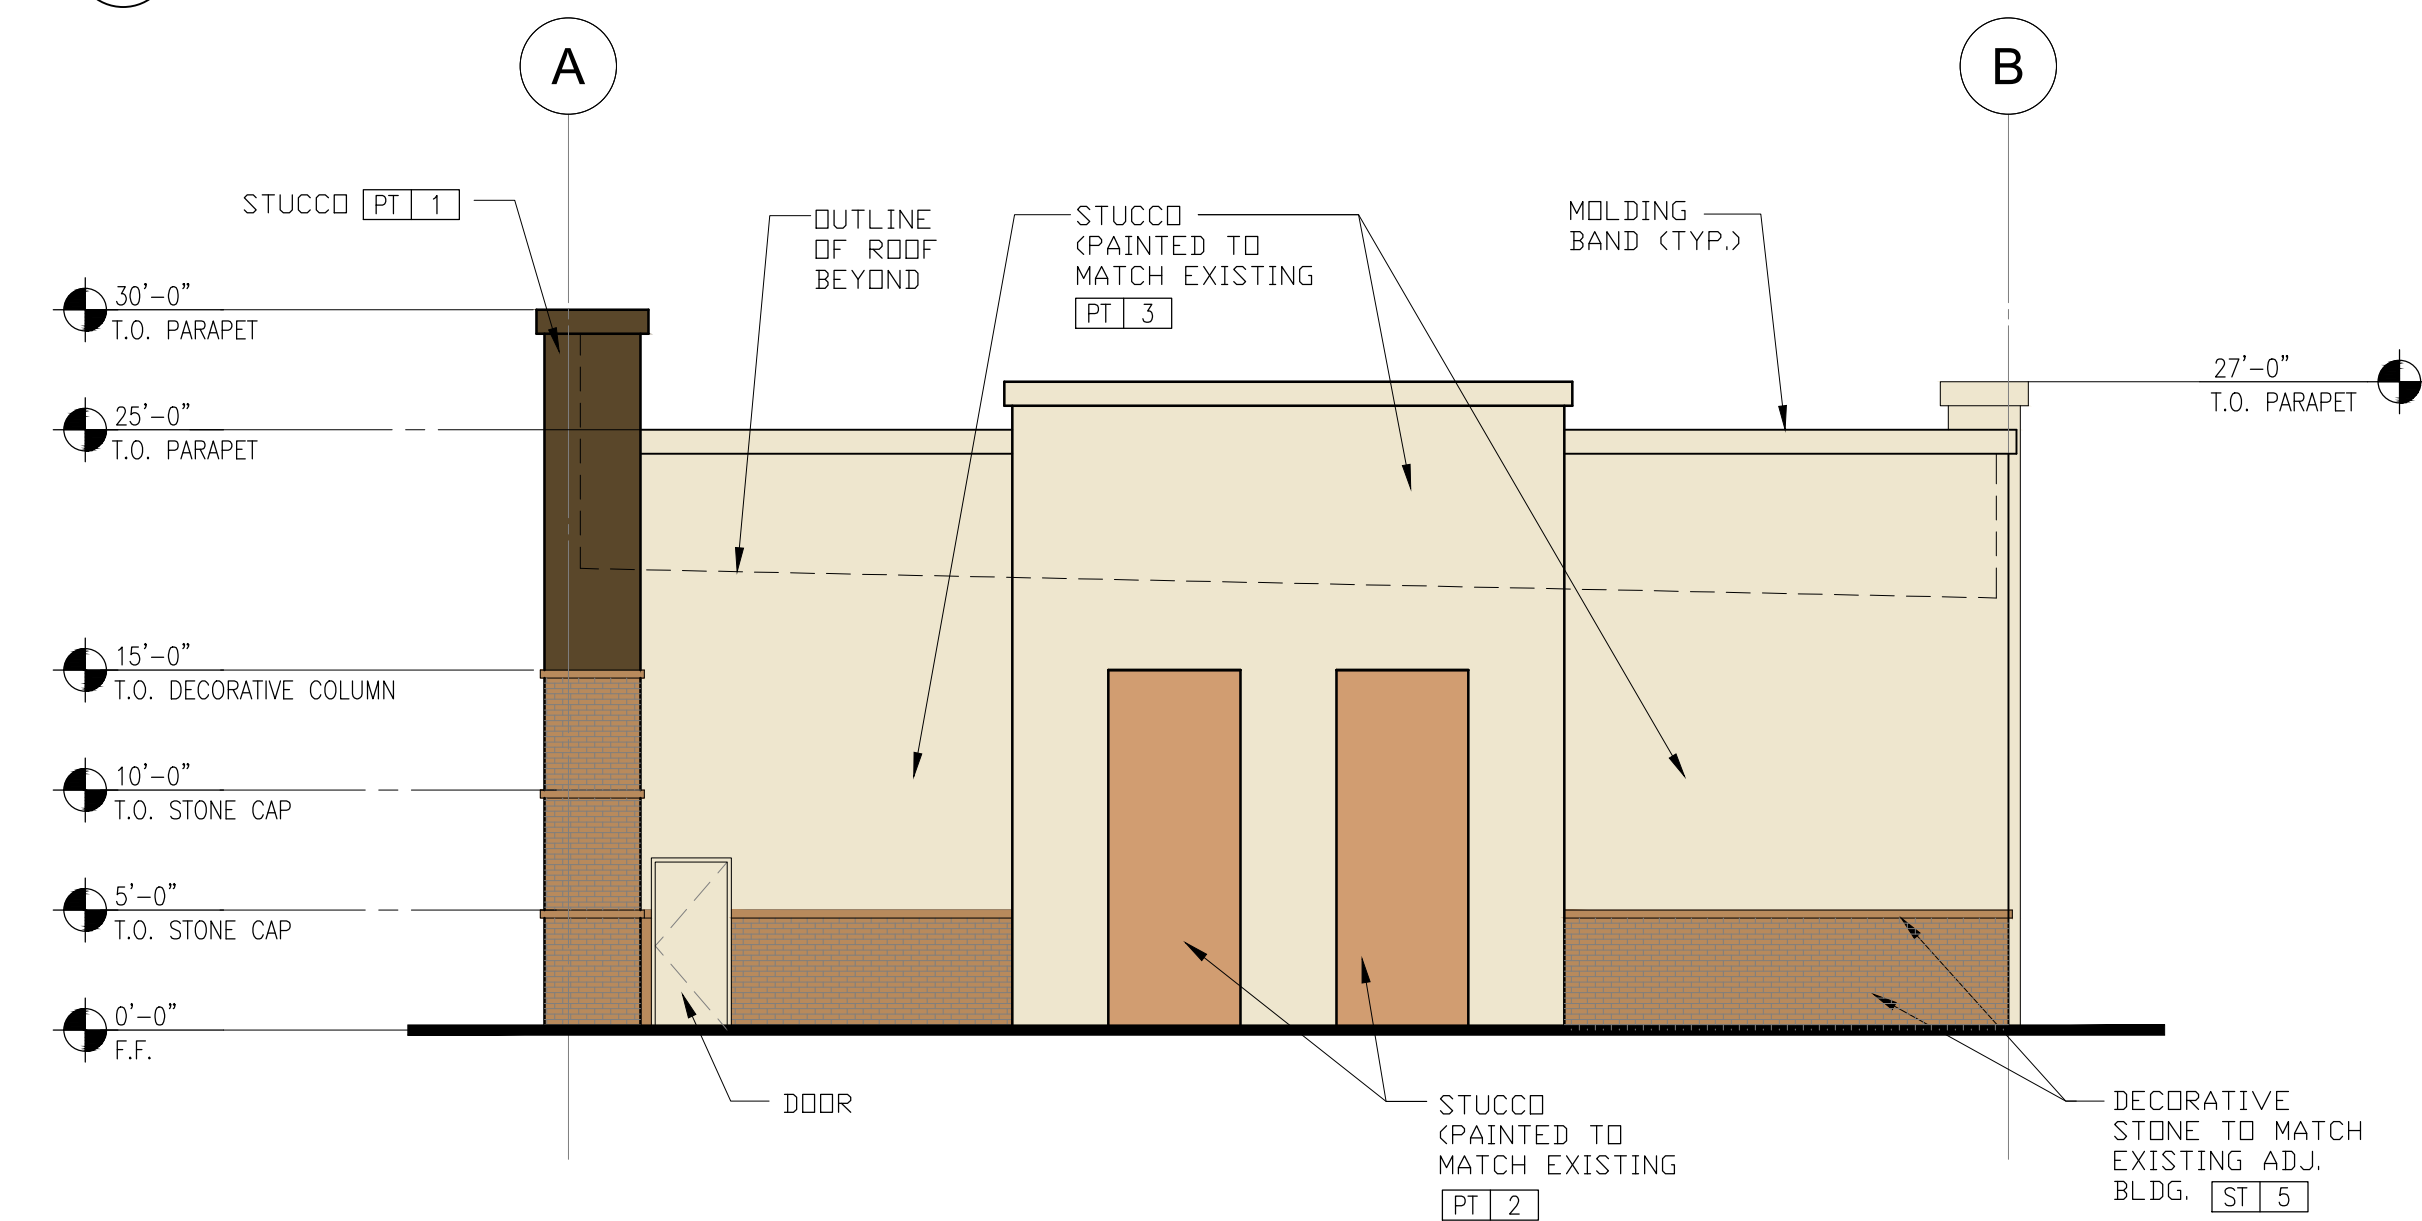 A
B
STUCCO PT 1
OUTLINE
OF ROOF
BEYOND
STUCCO
(PAINTED TO
MATCH EXISTING
PT 3
MOLDING
BAND (TYP.)
30'-0"
T.O. PARAPET
25'-0"
T.O. PARAPET
27'-0"
T.O. PARAPET
15'-0"
T.O. DECORATIVE COLUMN
10'-0"
T.O. STONE CAP
5'-0"
T.O. STONE CAP
0'-0"
F.F.
DOOR
STUCCO
(PAINTED TO
MATCH EXISTING
PT 2
DECORATIVE
STONE TO MATCH
EXISTING ADJ.
BLDG. ST 5